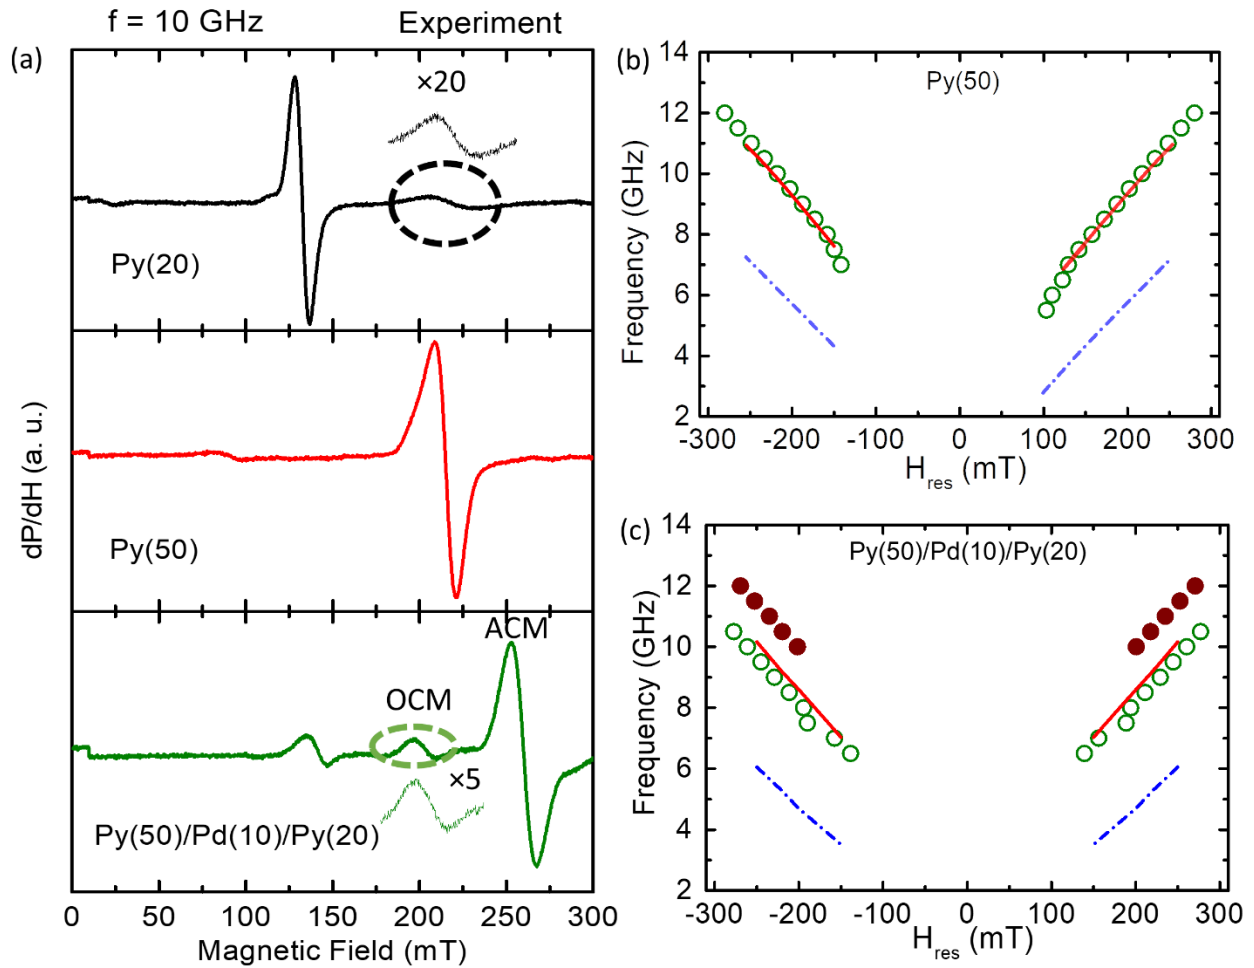 f = 10 GHz Experiment
(a)
×20
Py(20)
Py(50)
ACM
OCM
×5
Py(50)/Pd(10)/Py(20)
dP/dH (a. u.)
0 50 100 150 200 250 300
Magnetic Field (mT)
(b)
Py(50)
14
12
10
8
6
4
2
Frequency (GHz)
-300 -200 -100 0 100 200 300
H_res (mT)
(c)
Py(50)/Pd(10)/Py(20)
14
12
10
8
6
4
2
Frequency (GHz)
-300 -200 -100 0 100 200 300
H_res (mT)